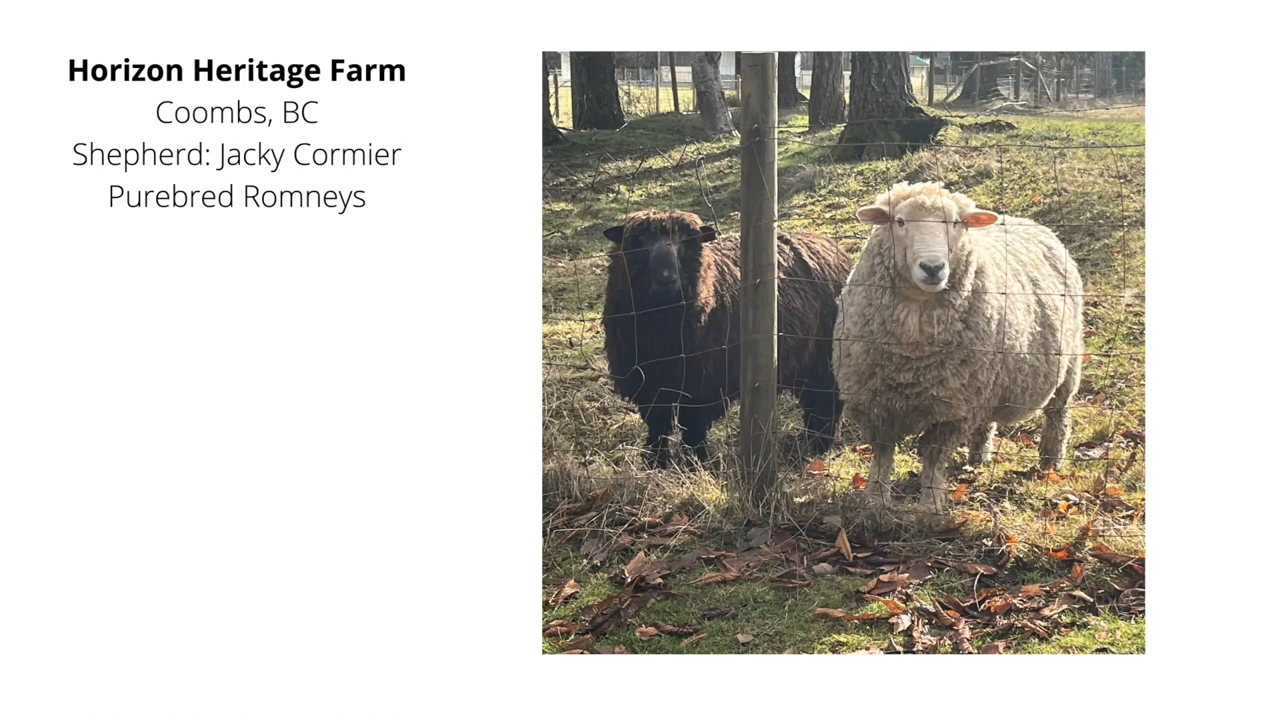 Horizon Heritage Farm
Coombs, BC
Shepherd: Jacky Cormier
Purebred Romneys